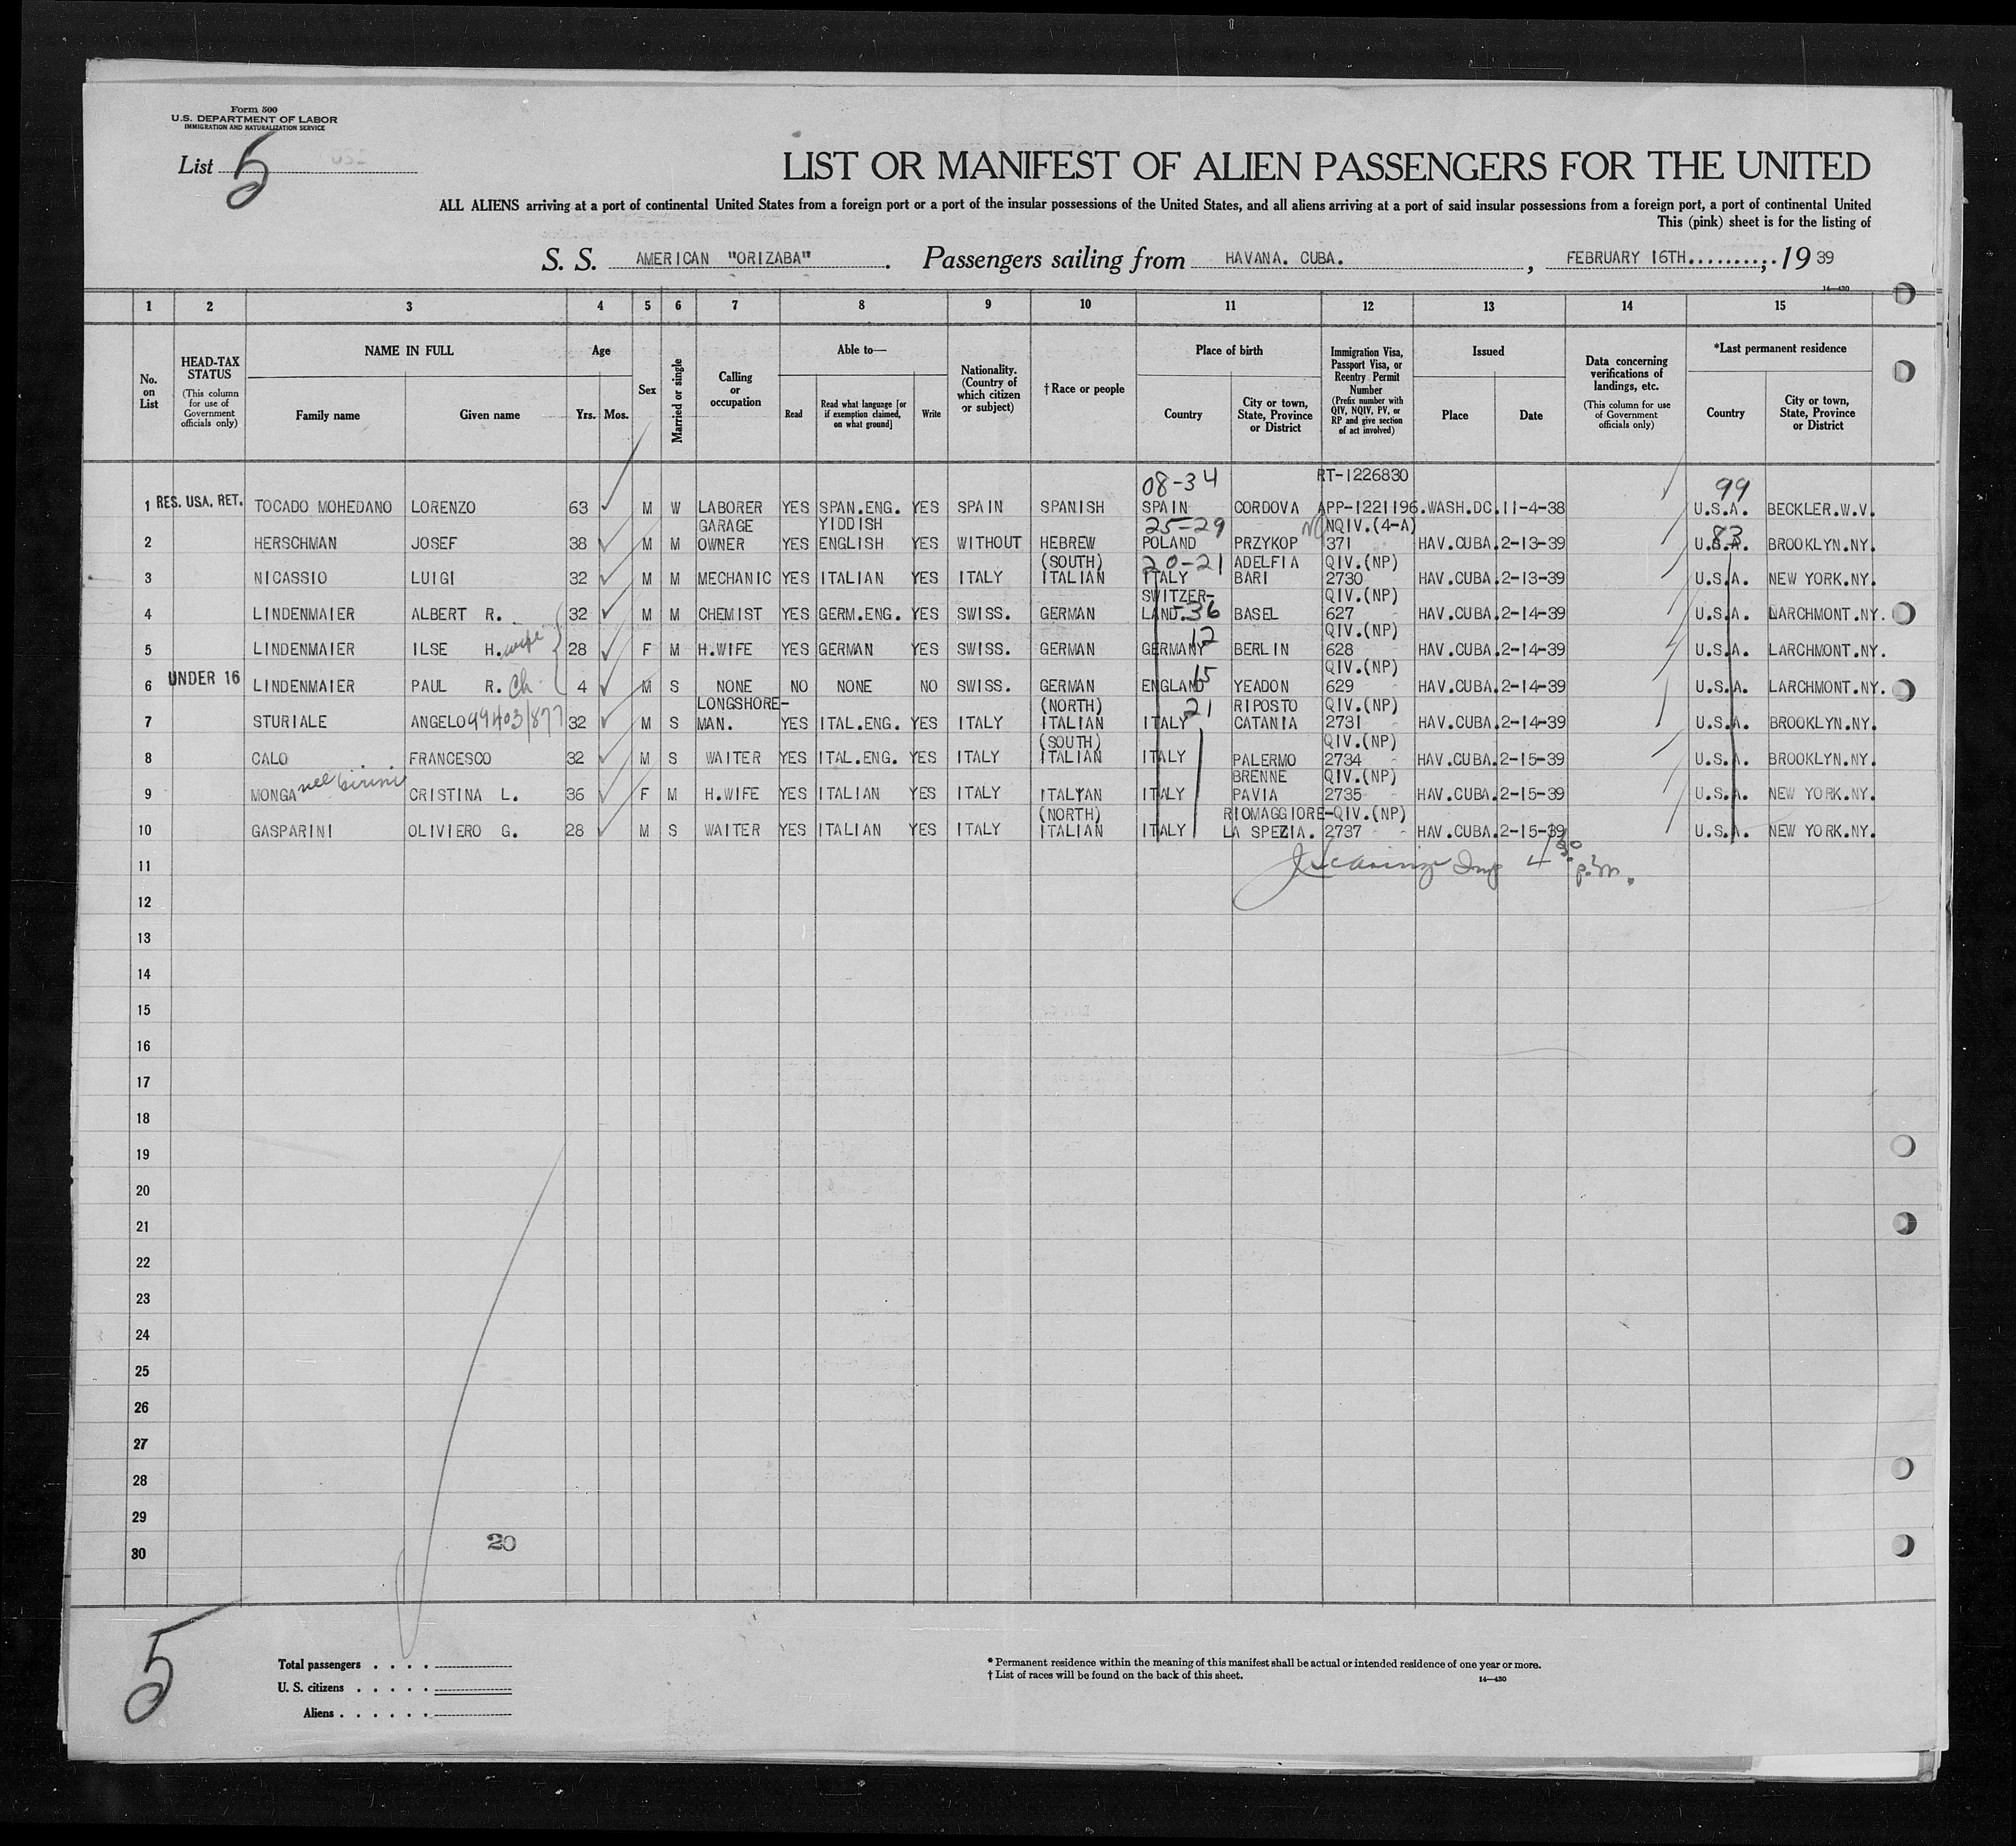 Form 500
U.S. DEPARTMENT OF LABOR
IMMIGRATION AND NATURALIZATION SERVICE
List 5
LIST OR MANIFEST OF ALIEN PASSENGERS FOR THE UNITED
ALL ALIENS arriving at a port of continental United States from a foreign port or a port of the insular possessions of the United States, and all aliens arriving at a port of said insular possessions from a foreign port, a port of continental United
This (pink) sheet is for the listing of
S. S. AMERICAN "ORIZABA". Passengers sailing from HAVANA. CUBA. , FEBRUARY 16TH........;.19 39
14—430
1 2 3 4 5 6 7 8 9 10 11 12 13 14 15
No. on List
HEAD-TAX STATUS (This column for use of Government officials only)
NAME IN FULL Family name Given name
Age Yrs. Mos.
Sex
Married or single
Calling or occupation
Able to— Read Read what language [or if exemption claimed, on what ground] Write
Nationality. (Country of which citizen or subject)
† Race or people
Place of birth Country City or town, State, Province or District
Immigration Visa, Passport Visa, or Reentry Permit Number (Prefix number with QIV, NQIV, PV, or RP and give section of act involved)
Issued Place Date
Data concerning verifications of landings, etc. (This column for use of Government officials only)
*Last permanent residence Country City or town, State, Province or District
08-34 RT-1226830 99
1 RES. USA. RET. TOCADO MOHEDANO LORENZO 63 M W LABORER YES SPAN.ENG. YES SPAIN SPANISH SPAIN CORDOVA APP-1221196.WASH.DC.11-4-38 U.S.A. BECKLER.W.V.
GARAGE YIDDISH 25-29 NQIV.(4-A) 83
2 HERSCHMAN JOSEF 38 M M OWNER YES ENGLISH YES WITHOUT HEBREW POLAND PRZYKOP 371 HAV.CUBA.2-13-39 U.S.A. BROOKLYN.NY.
(SOUTH) 20-21 ADELFIA QIV.(NP)
3 NICASSIO LUIGI 32 M M MECHANIC YES ITALIAN YES ITALY ITALIAN ITALY BARI 2730 HAV.CUBA.2-13-39 U.S.A. NEW YORK.NY.
SWITZER- QIV.(NP)
4 LINDENMAIER ALBERT R. 32 M M CHEMIST YES GERM.ENG. YES SWISS. GERMAN LAND.36 BASEL 627 HAV.CUBA.2-14-39 U.S.A. LARCHMONT.NY.
12 QIV.(NP)
5 LINDENMAIER ILSE H. wife 28 F M H.WIFE YES GERMAN YES SWISS. GERMAN GERMANY BERLIN 628 HAV.CUBA.2-14-39 U.S.A. LARCHMONT.NY.
15 QIV.(NP)
6 UNDER 16 LINDENMAIER PAUL R. Ch 4 M S NONE NO NONE NO SWISS. GERMAN ENGLAND YEADON 629 HAV.CUBA.2-14-39 U.S.A. LARCHMONT.NY.
LONGSHORE- (NORTH) 21 RIPOSTO QIV.(NP)
7 STURIALE ANGELO 99403/877 32 M S MAN. YES ITAL.ENG. YES ITALY ITALIAN ITALY CATANIA 2731 HAV.CUBA.2-14-39 U.S.A. BROOKLYN.NY.
(SOUTH) QIV.(NP)
8 CALO FRANCESCO 32 M S WAITER YES ITAL.ENG. YES ITALY ITALIAN ITALY PALERMO 2734 HAV.CUBA.2-15-39 U.S.A. BROOKLYN.NY.
BRENNE QIV.(NP)
9 MONGA nee CRISTINA L. 36 F M H.WIFE YES ITALIAN YES ITALY ITALYAN ITALY PAVIA 2735 HAV.CUBA.2-15-39 U.S.A. NEW YORK.NY.
(NORTH) RIOMAGGIORE-QIV.(NP)
10 GASPARINI OLIVIERO G. 28 M S WAITER YES ITALIAN YES ITALY ITALIAN ITALY LA SPEZIA. 2737 HAV.CUBA.2-15-39 U.S.A. NEW YORK.NY.
11 Insp 4 30 p.m.
12
13
14
15
16
17
18
19
20
21
22
23
24
25
26
27
28
29
30
20
5
Total passengers . . . .
U. S. citizens . . . . .
Aliens . . . . . .
* Permanent residence within the meaning of this manifest shall be actual or intended residence of one year or more.
† List of races will be found on the back of this sheet.
14—430